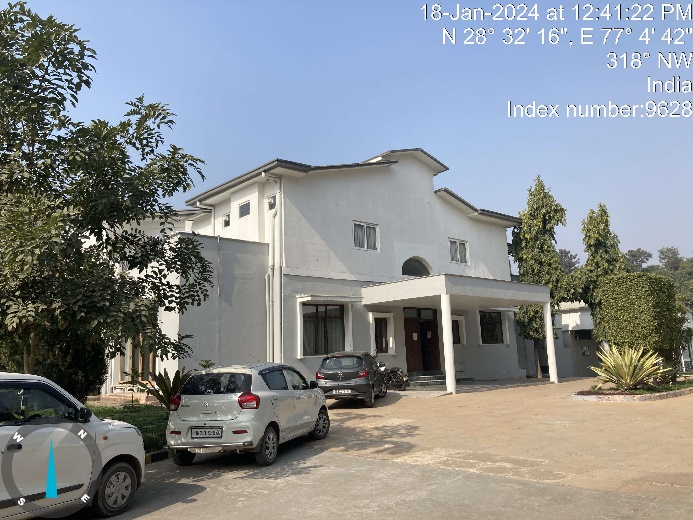 18-Jan-2024 at 12:41:22 PM
N 28° 32' 16", E 77° 4' 42"
318° NW
India
Index number:9628
W N
S E